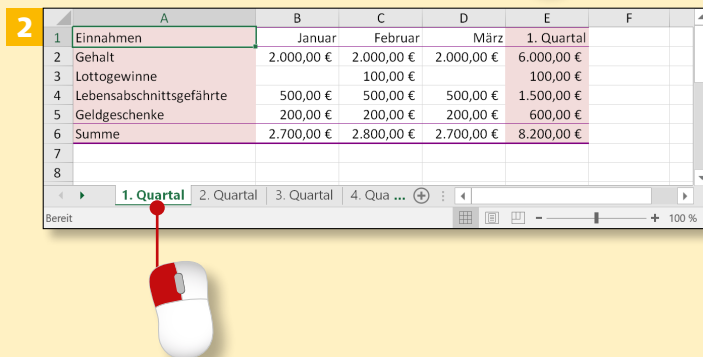 2
A B C D E F
1 Einnahmen Januar Februar März 1. Quartal
2 Gehalt 2.000,00 € 2.000,00 € 2.000,00 € 6.000,00 €
3 Lottogewinne 100,00 € 100,00 €
4 Lebensabschnittsgefährte 500,00 € 500,00 € 500,00 € 1.500,00 €
5 Geldgeschenke 200,00 € 200,00 € 200,00 € 600,00 €
6 Summe 2.700,00 € 2.800,00 € 2.700,00 € 8.200,00 €
7
8
1. Quartal 2. Quartal 3. Quartal 4. Qua ...
Bereit 100 %